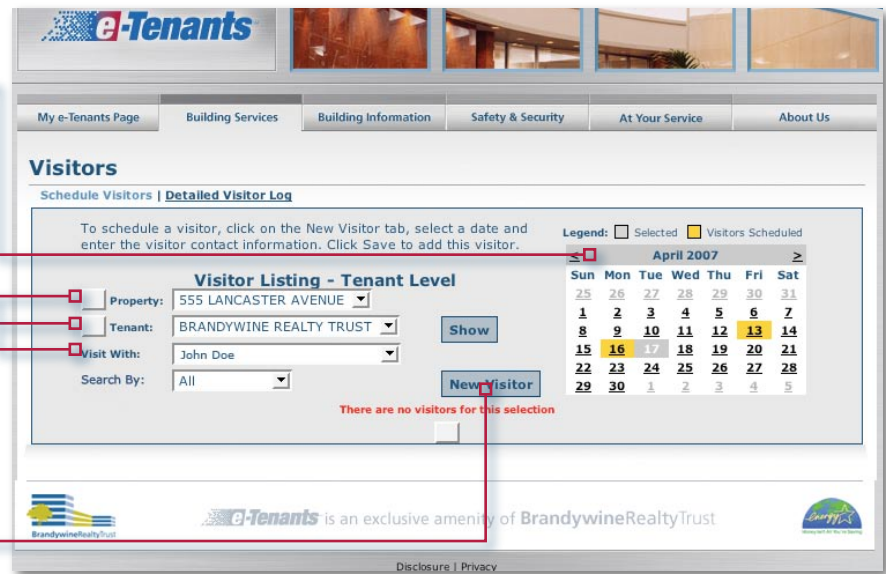 e-Tenants
My e-Tenants Page Building Services Building Information Safety & Security At Your Service About Us
Visitors
Schedule Visitors | Detailed Visitor Log
To schedule a visitor, click on the New Visitor tab, select a date and
enter the visitor contact information. Click Save to add this visitor.
Visitor Listing - Tenant Level
Property: 555 LANCASTER AVENUE
Tenant: BRANDYWINE REALTY TRUST
Show
Visit With: John Doe
Search By: All
New Visitor
There are no visitors for this selection
Legend: Selected Visitors Scheduled
< April 2007 >
Sun Mon Tue Wed Thu Fri Sat
25 26 27 28 29 30 31
1 2 3 4 5 6 7
8 9 10 11 12 13 14
15 16 17 18 19 20 21
22 23 24 25 26 27 28
29 30 1 2 3 4 5
BrandywineRealtyTrust
e-Tenants is an exclusive amenity of BrandywineRealtyTrust
Energy
Disclosure | Privacy